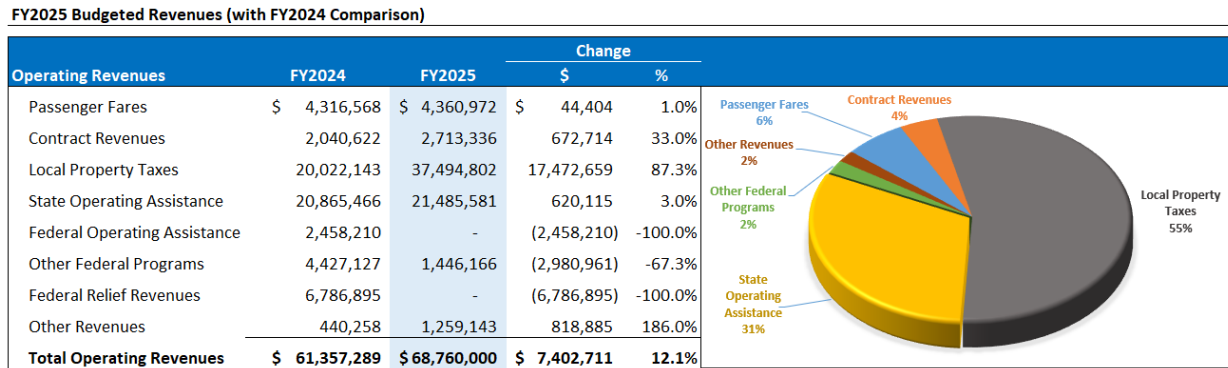 FY2025 Budgeted Revenues (with FY2024 Comparison)
Change
Operating Revenues FY2024 FY2025 $ %
Passenger Fares $ 4,316,568 $ 4,360,972 $ 44,404 1.0%
Contract Revenues 2,040,622 2,713,336 672,714 33.0%
Local Property Taxes 20,022,143 37,494,802 17,472,659 87.3%
State Operating Assistance 20,865,466 21,485,581 620,115 3.0%
Federal Operating Assistance 2,458,210 - (2,458,210) -100.0%
Other Federal Programs 4,427,127 1,446,166 (2,980,961) -67.3%
Federal Relief Revenues 6,786,895 - (6,786,895) -100.0%
Other Revenues 440,258 1,259,143 818,885 186.0%
Total Operating Revenues $ 61,357,289 $ 68,760,000 $ 7,402,711 12.1%
Passenger Fares
6%
Contract Revenues
4%
Other Revenues
2%
Other Federal
Programs
2%
Local Property
Taxes
55%
State
Operating
Assistance
31%